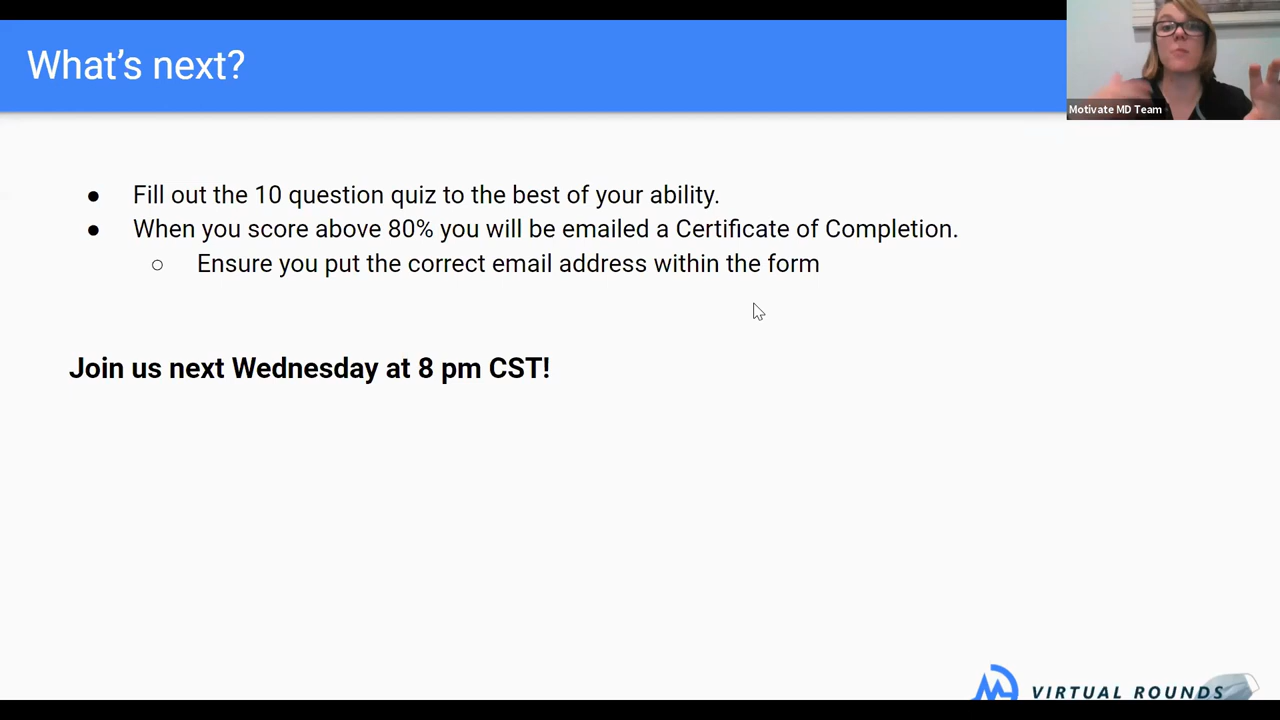 What's next?
Motivate MD Team
● Fill out the 10 question quiz to the best of your ability.
● When you score above 80% you will be emailed a Certificate of Completion.
○ Ensure you put the correct email address within the form
Join us next Wednesday at 8 pm CST!
VIRTUAL ROUNDS